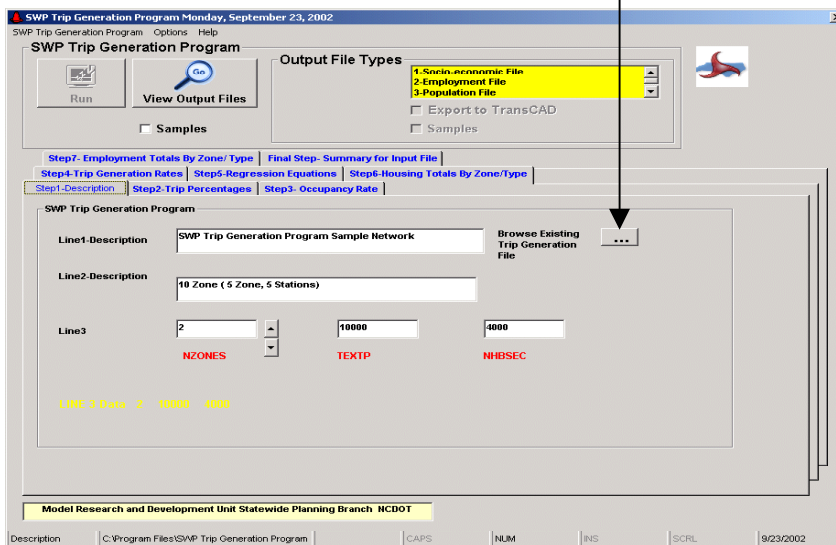 SWP Trip Generation Program Monday, September 23, 2002
SWP Trip Generation Program Options Help
SWP Trip Generation Program
Output File Types
Run
Go
View Output Files
1-Socio-economic File
2-Employment File
3-Population File
Export to TransCAD
Samples
Samples
Step7- Employment Totals By Zone/ Type
Final Step- Summary for Input File
Step4-Trip Generation Rates
Step5-Regression Equations
Step6-Housing Totals By Zone/Type
Step1-Description
Step2-Trip Percentages
Step3- Occupancy Rate
SWP Trip Generation Program
Line1-Description
SWP Trip Generation Program Sample Network
Browse Existing
Trip Generation
File
...
Line2-Description
10 Zone ( 5 Zone, 5 Stations)
Line3
2
10000
4000
NZONES
TEXTP
NHBSEC
LINE 3 Data 2 10000 4000
Model Research and Development Unit Statewide Planning Branch NCDOT
Description
C:\Program Files\SWP Trip Generation Program
CAPS
NUM
INS
SCRL
9/23/2002